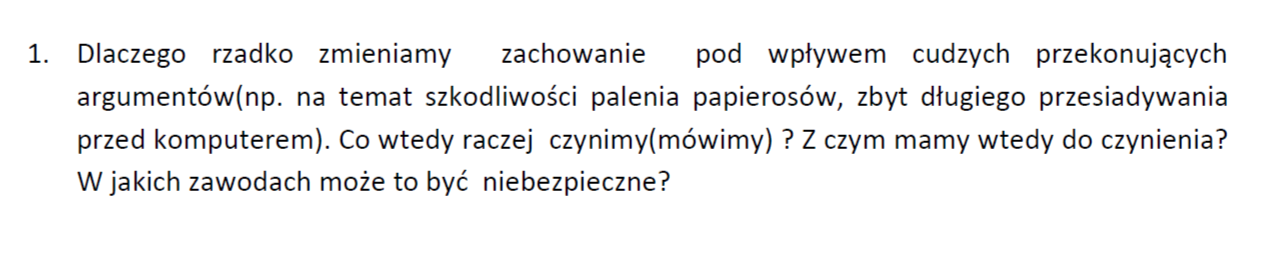 1. Dlaczego rzadko zmieniamy zachowanie pod wpływem cudzych przekonujących
argumentów(np. na temat szkodliwości palenia papierosów, zbyt długiego przesiadywania
przed komputerem). Co wtedy raczej czynimy(mówimy) ? Z czym mamy wtedy do czynienia?
W jakich zawodach może to być niebezpieczne?